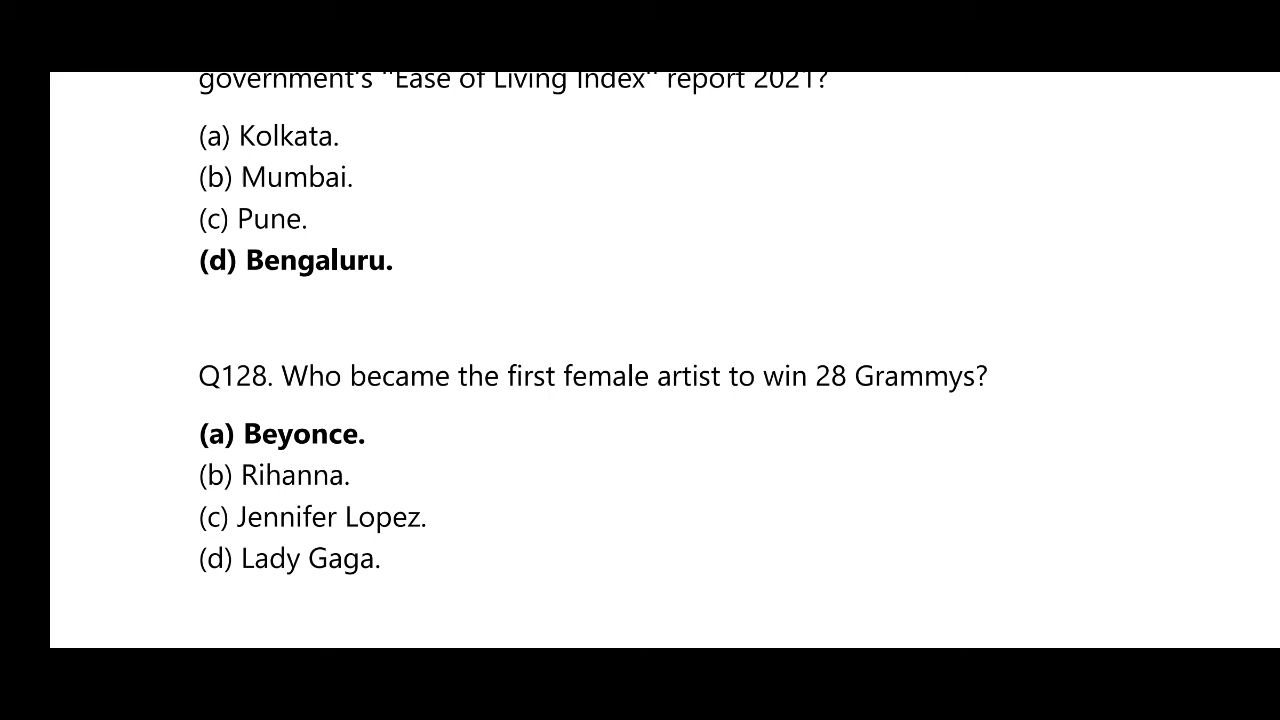 government's "Ease of Living Index" report 2021?
(a) Kolkata.
(b) Mumbai.
(c) Pune.
(d) Bengaluru.
Q128. Who became the first female artist to win 28 Grammys?
(a) Beyonce.
(b) Rihanna.
(c) Jennifer Lopez.
(d) Lady Gaga.